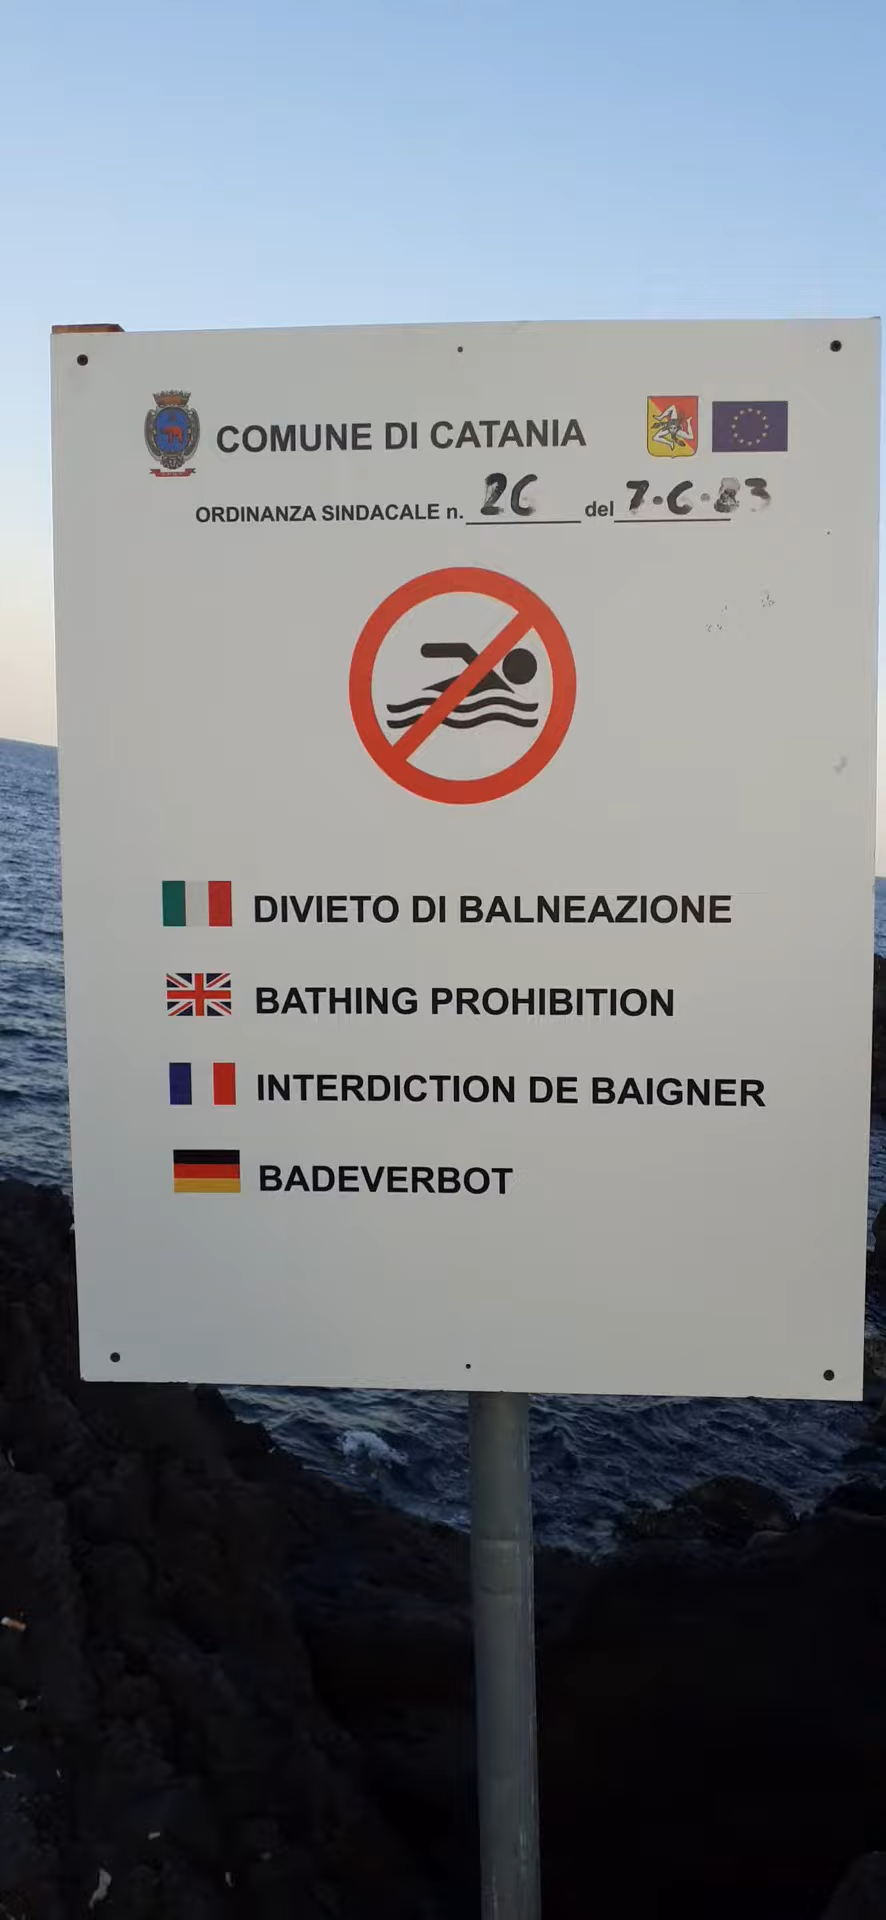 COMUNE DI CATANIA
ORDINANZA SINDACALE n. 26 del 7.6.83
DIVIETO DI BALNEAZIONE
BATHING PROHIBITION
INTERDICTION DE BAIGNER
BADEVERBOT